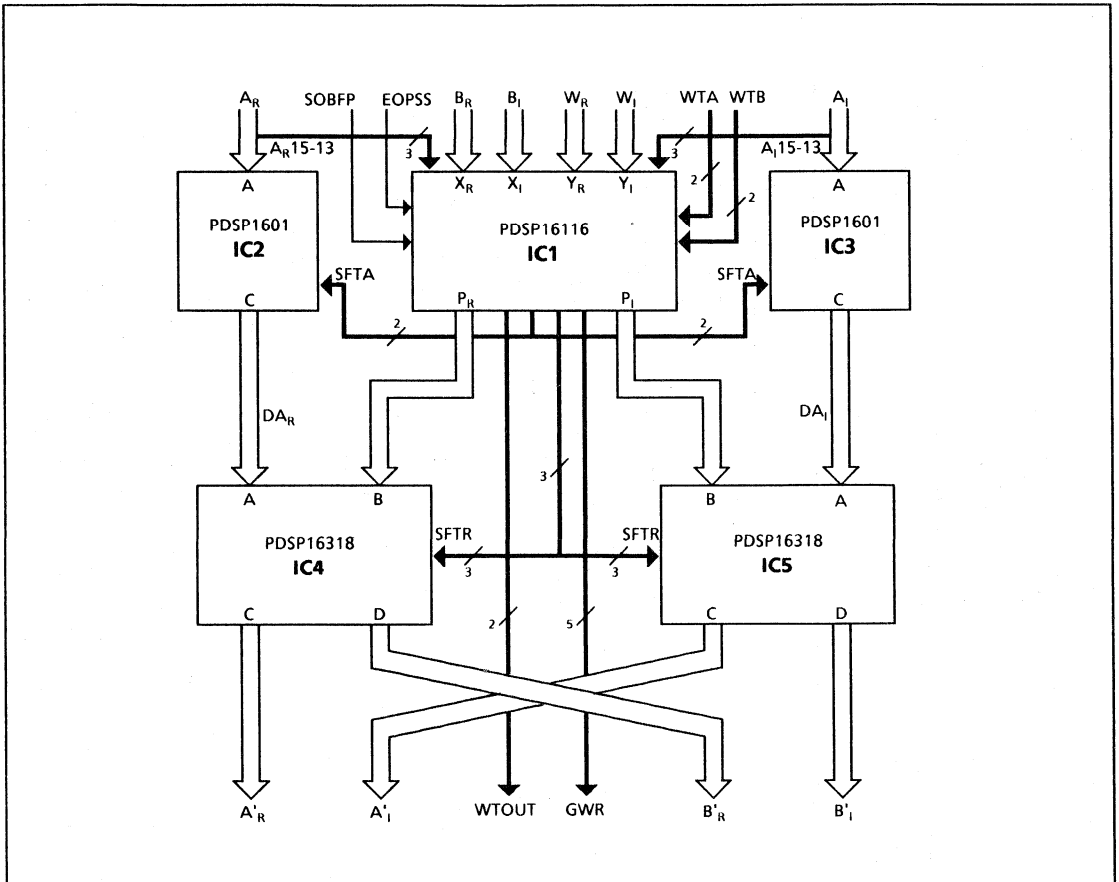 A_R SOBFP EOPSS B_R B_I W_R W_I WTA WTB A_I
A_R15-13 3 3 A_I15-13
2
2
A X_R X_I Y_R Y_I A
PDSP1601 PDSP16116 PDSP1601
IC2 IC1 IC3
SFTA SFTA
C P_R P_I C
2 2
DA_R DA_I
3
A B B A
PDSP16318 SFTR SFTR PDSP16318
IC4 3 3 IC5
C D 2 5 C D
A'_R A'_I WTOUT GWR B'_R B'_I